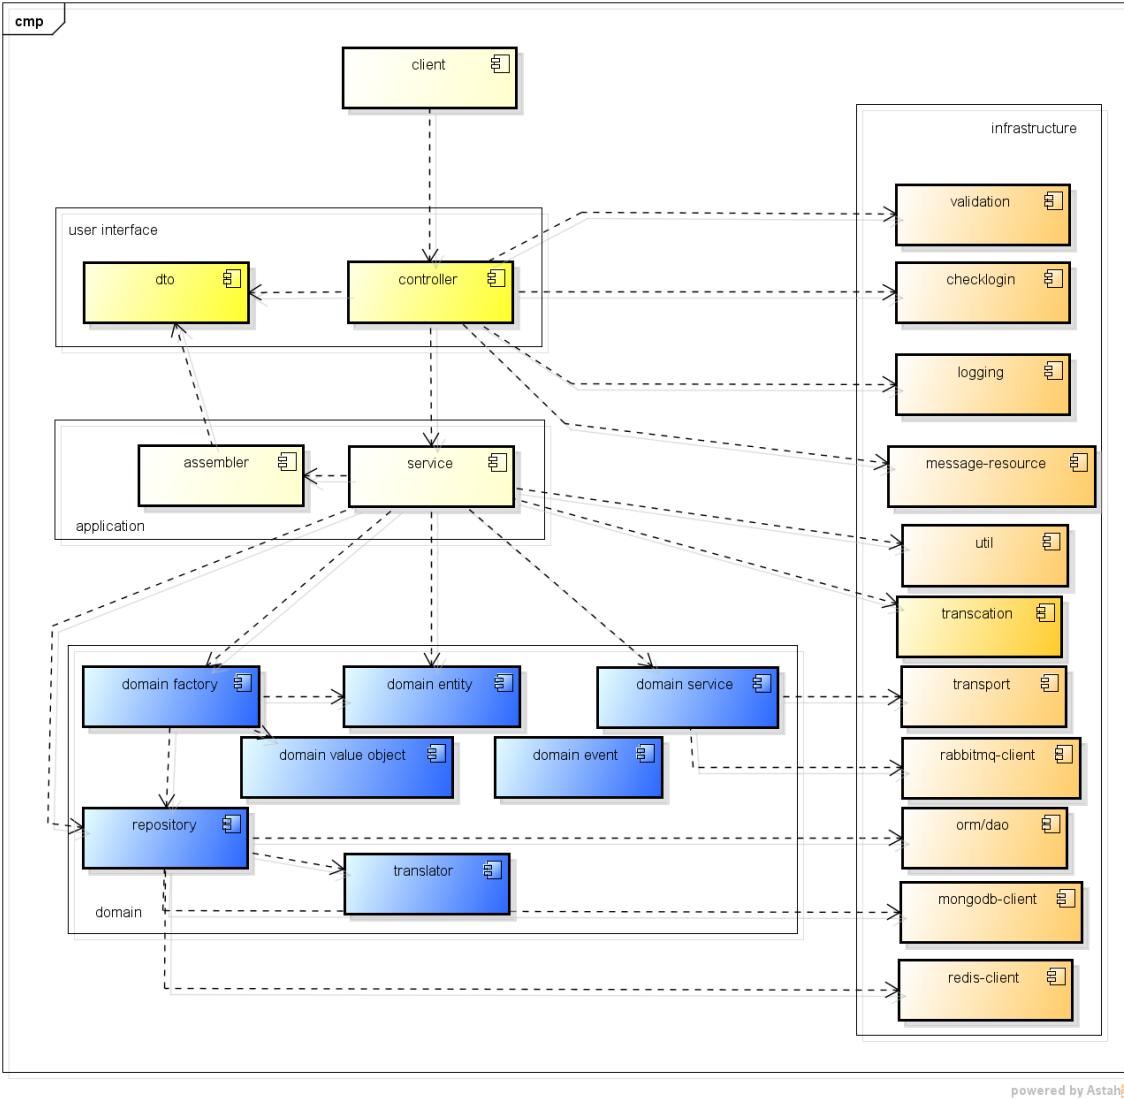 cmp
client
infrastructure
validation
user interface
dto
controller
checklogin
logging
assembler
service
message-resource
application
util
transcation
domain factory
domain entity
domain service
transport
domain value object
domain event
rabbitmq-client
repository
orm/dao
translator
domain
mongodb-client
redis-client
powered by Astah